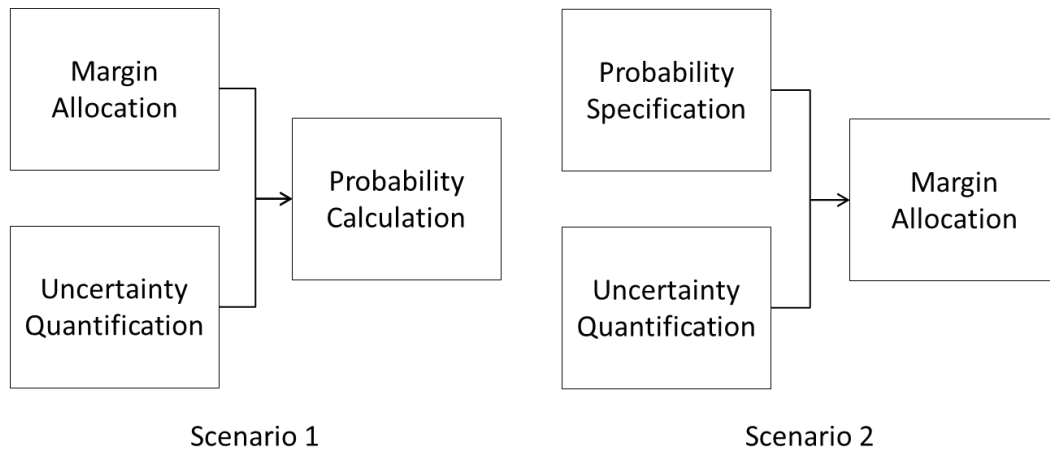 Margin
Allocation
Uncertainty
Quantification
Probability
Calculation
Scenario 1
Probability
Specification
Uncertainty
Quantification
Margin
Allocation
Scenario 2